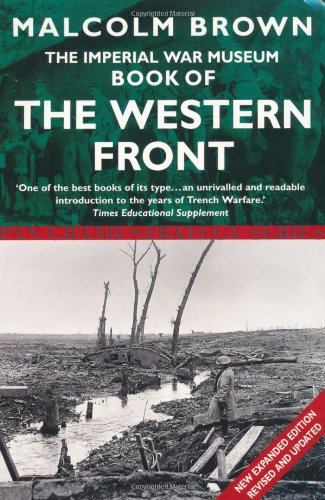 MALCOLM BROWN
THE IMPERIAL WAR MUSEUM
BOOK OF
THE WESTERN
FRONT
‘One of the best books of its type...an unrivalled and readable
introduction to the years of Trench Warfare.’
Times Educational Supplement
PAN GRAND STRATEGY SERIES
NEW EXPANDED EDITION
REVISED AND UPDATED